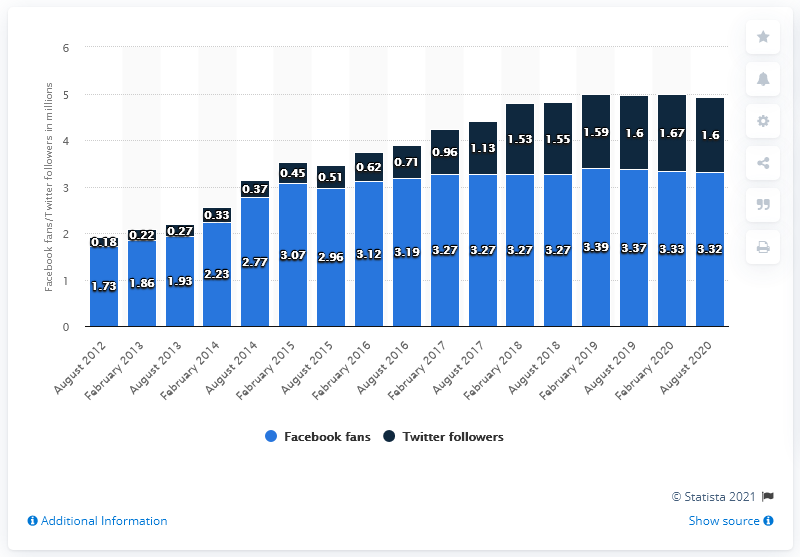 6
5
4
3
2
1
0
Facebook fans/Twitter followers in millions
0.18 0.22 0.27 0.33 0.37 0.45 0.51 0.62 0.71 0.96 1.13 1.53 1.55 1.59 1.6 1.67 1.6
1.73 1.86 1.93 2.23 2.77 3.07 2.96 3.12 3.19 3.27 3.27 3.27 3.27 3.39 3.37 3.33 3.32
August 2012
February 2013
August 2013
February 2014
August 2014
February 2015
August 2015
February 2016
August 2016
February 2017
August 2017
February 2018
August 2018
February 2019
August 2019
February 2020
August 2020
Facebook fans Twitter followers
© Statista 2021
Additional Information Show source